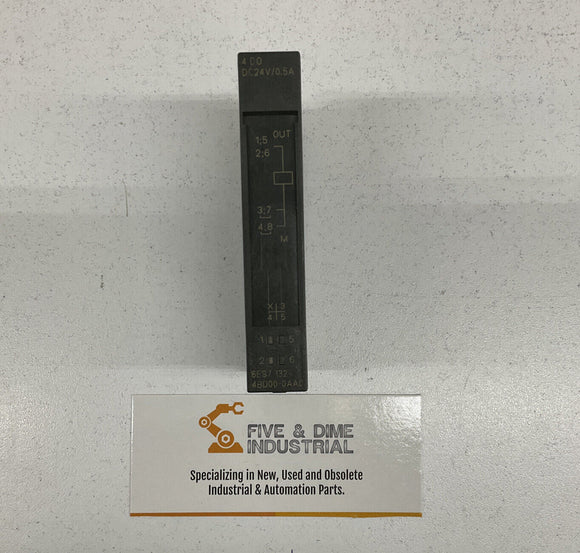 4 DO
DC24V/0.5A
OUT
1;5
2;6
3;7
4;8
M
X 3
4 5
1 5
2 6
6ES7 132-
4BD00-0AA0
FIVE & DIME
INDUSTRIAL
Specializing in New, Used and Obsolete
Industrial & Automation Parts.